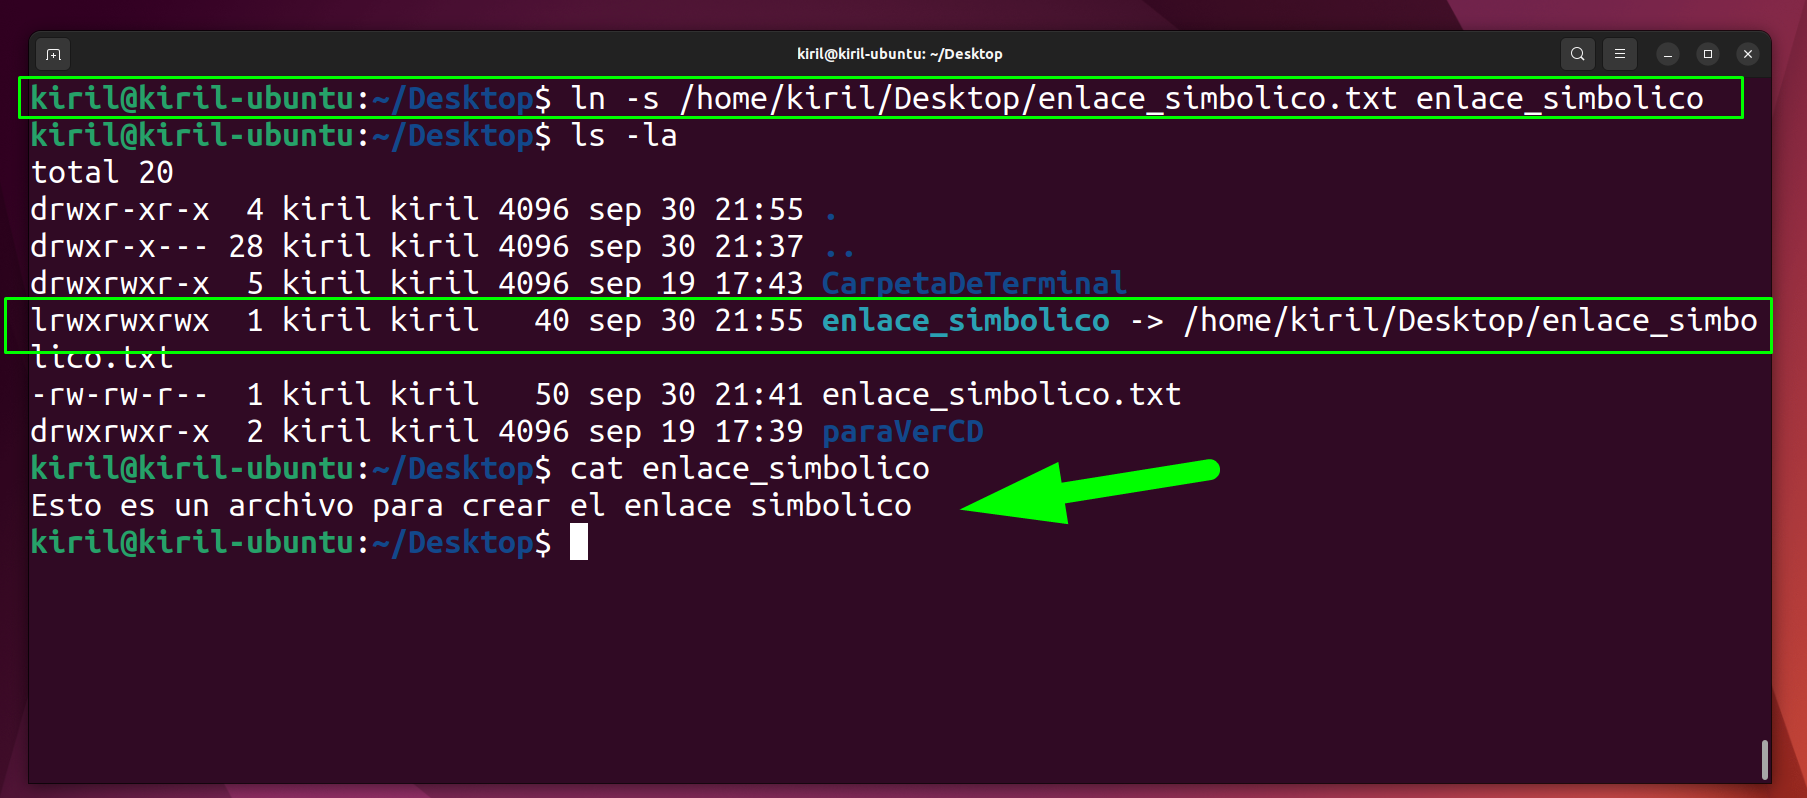 kiril@kiril-ubuntu: ~/Desktop
kiril@kiril-ubuntu:~/Desktop$ ln -s /home/kiril/Desktop/enlace_simbolico.txt enlace_simbolico
kiril@kiril-ubuntu:~/Desktop$ ls -la
total 20
drwxr-xr-x  4 kiril kiril 4096 sep 30 21:55 .
drwxr-x--- 28 kiril kiril 4096 sep 30 21:37 ..
drwxrwxr-x  5 kiril kiril 4096 sep 19 17:43 CarpetaDeTerminal
lrwxrwxrwx  1 kiril kiril   40 sep 30 21:55 enlace_simbolico -> /home/kiril/Desktop/enlace_simbo
lico.txt
-rw-rw-r--  1 kiril kiril   50 sep 30 21:41 enlace_simbolico.txt
drwxrwxr-x  2 kiril kiril 4096 sep 19 17:39 paraVerCD
kiril@kiril-ubuntu:~/Desktop$ cat enlace_simbolico
Esto es un archivo para crear el enlace simbolico
kiril@kiril-ubuntu:~/Desktop$